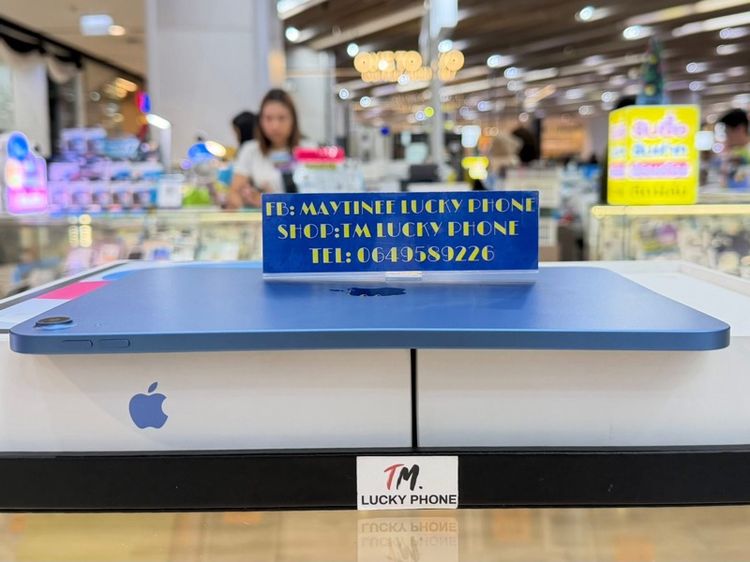 FB: MAYTINEE LUCKY PHONE
SHOP:TM LUCKY PHONE
TEL: 0649589226
TM.
LUCKY PHONE